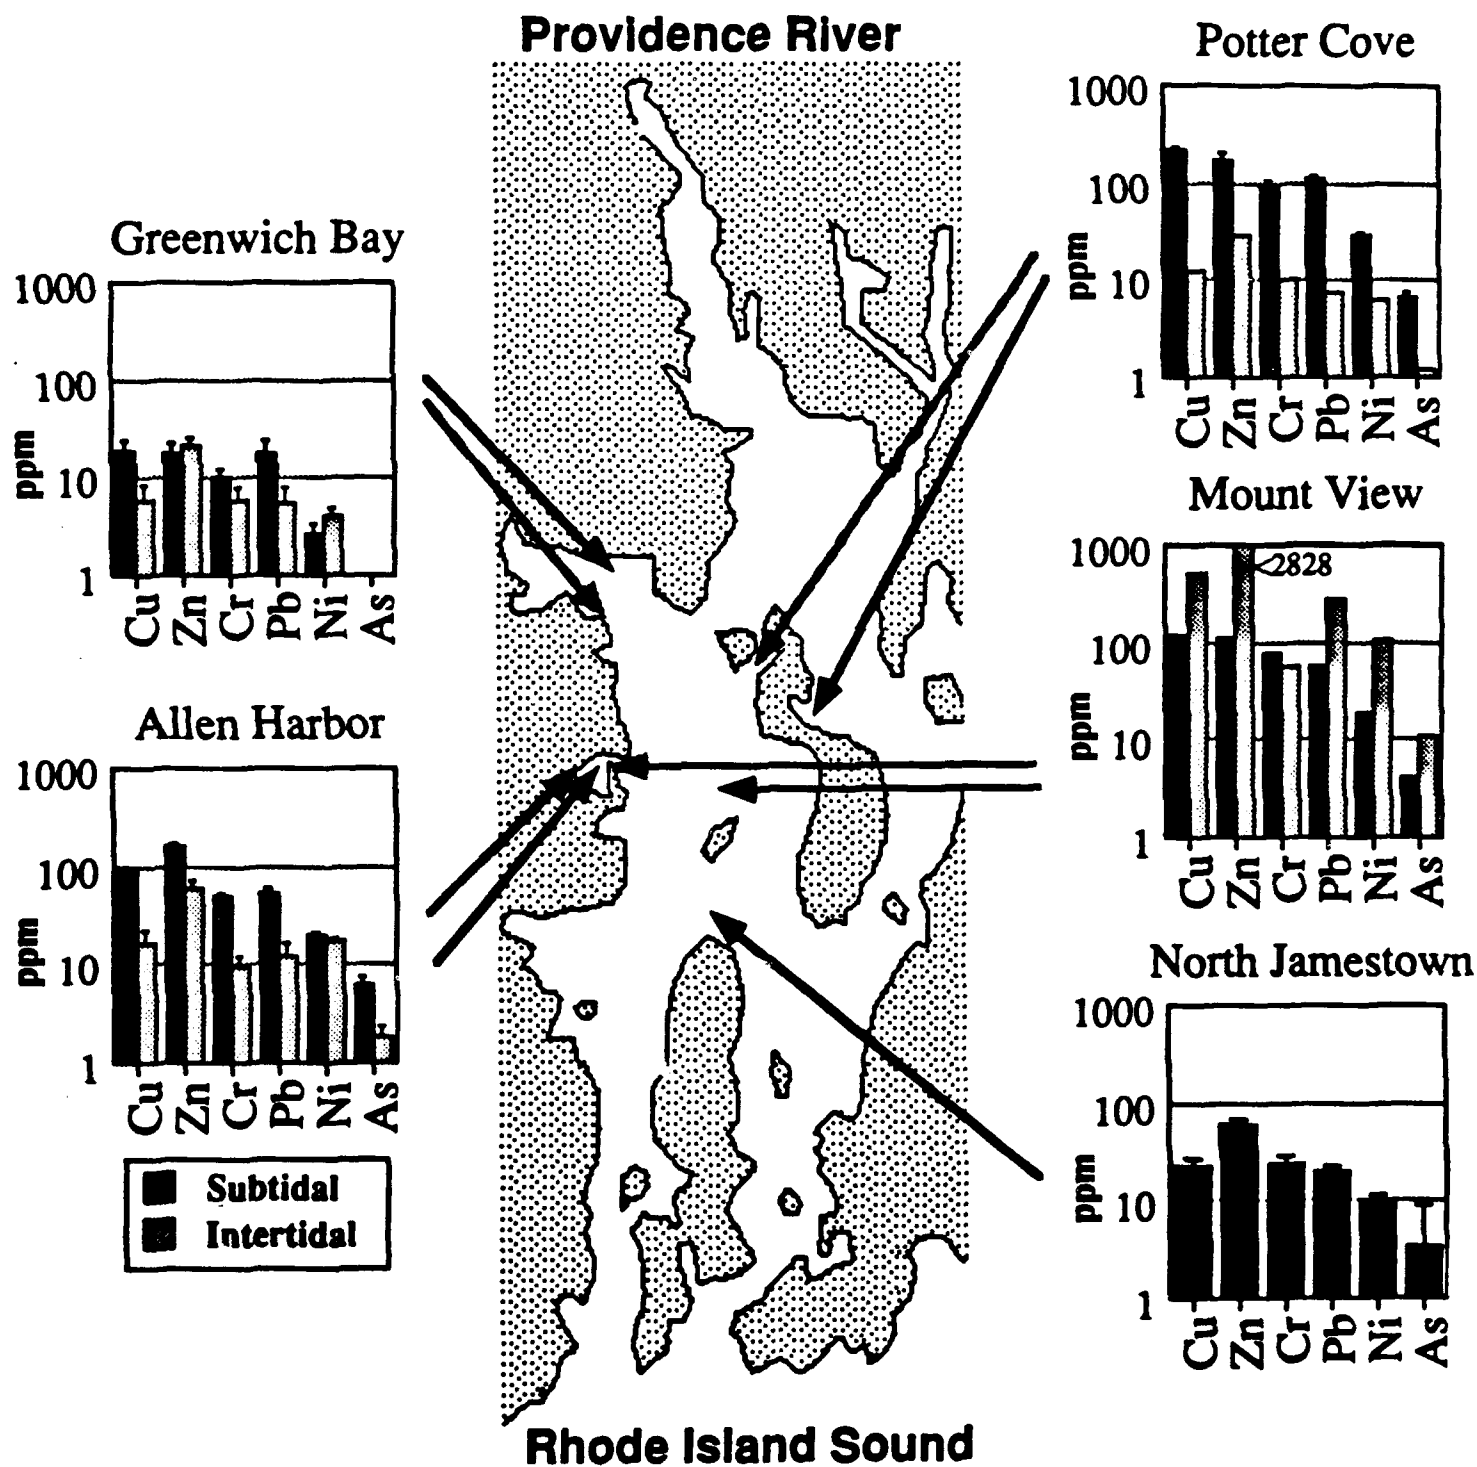 Providence River
Greenwich Bay
1000
100
10
1
ppm
Cu Zn Cr Pb Ni As
Allen Harbor
1000
100
10
1
ppm
Cu Zn Cr Pb Ni As
Subtidal
Intertidal
Potter Cove
1000
100
10
1
ppm
Cu Zn Cr Pb Ni As
Mount View
1000
2828
100
10
1
ppm
Cu Zn Cr Pb Ni As
North Jamestown
1000
100
10
1
ppm
Cu Zn Cr Pb Ni As
Rhode Island Sound